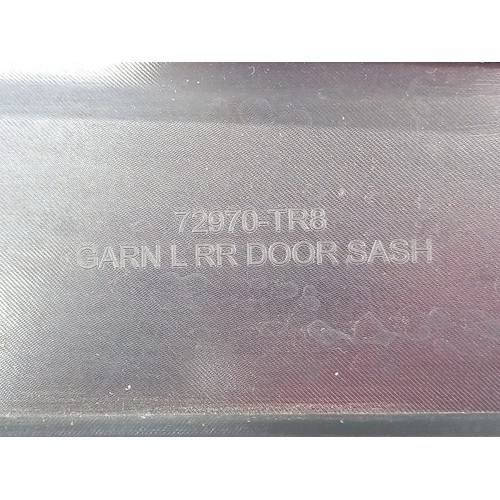 72970-TR8
GARN L RR DOOR SASH